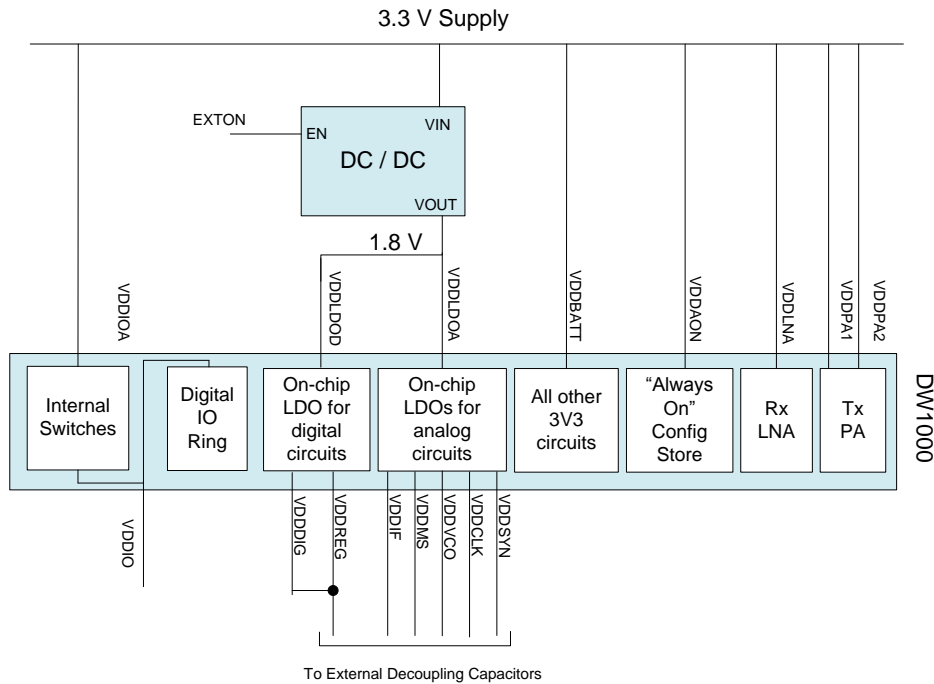 3.3 V Supply
EXTON
EN
VIN
DC / DC
VOUT
1.8 V
VDDIOA
VDDLDOD
VDDLDOA
VDDBATT
VDDAON
VDDLNA
VDDPA1
VDDPA2
Internal
Switches
Digital
IO
Ring
On-chip
LDO for
digital
circuits
On-chip
LDOs for
analog
circuits
All other
3V3
circuits
“Always
On”
Config
Store
Rx
LNA
Tx
PA
DW1000
VDDIO
VDDDIG
VDDREG
VDDIF
VDDMS
VDDVCO
VDDCLK
VDDSYN
To External Decoupling Capacitors